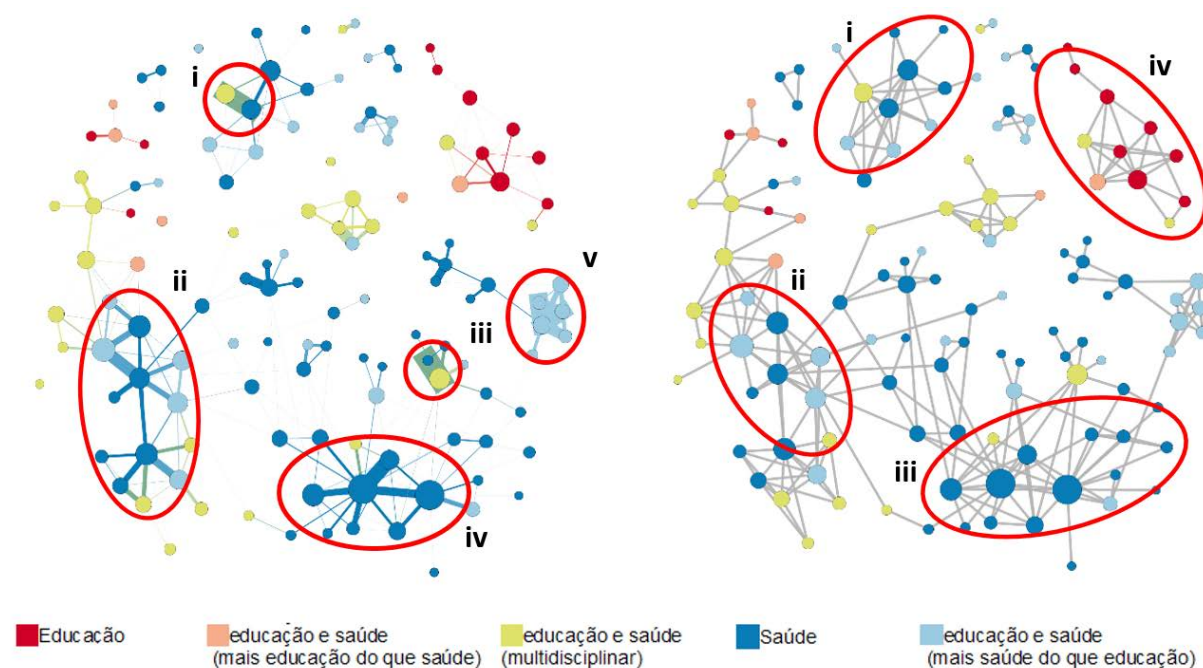 i
ii
iii
iv
v
i
ii
iii
iv
Educação
educação e saúde
(mais educação do que saúde)
educação e saúde
(multidisciplinar)
Saúde
educação e saúde
(mais saúde do que educação)